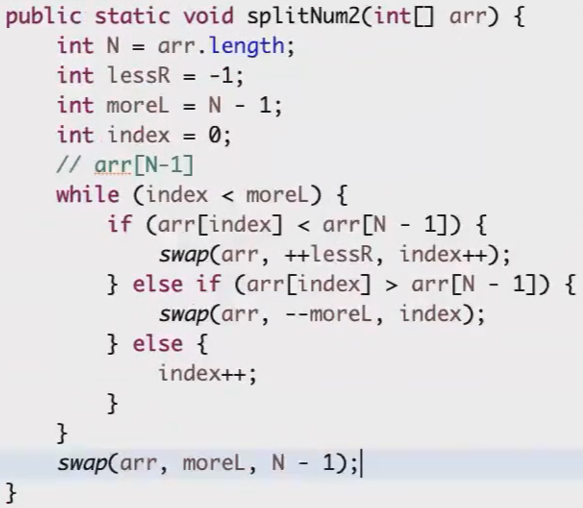 public static void splitNum2(int[] arr) {
    int N = arr.length;
    int lessR = -1;
    int moreL = N - 1;
    int index = 0;
    // arr[N-1]
    while (index < moreL) {
        if (arr[index] < arr[N - 1]) {
            swap(arr, ++lessR, index++);
        } else if (arr[index] > arr[N - 1]) {
            swap(arr, --moreL, index);
        } else {
            index++;
        }
    }
    swap(arr, moreL, N - 1);
}